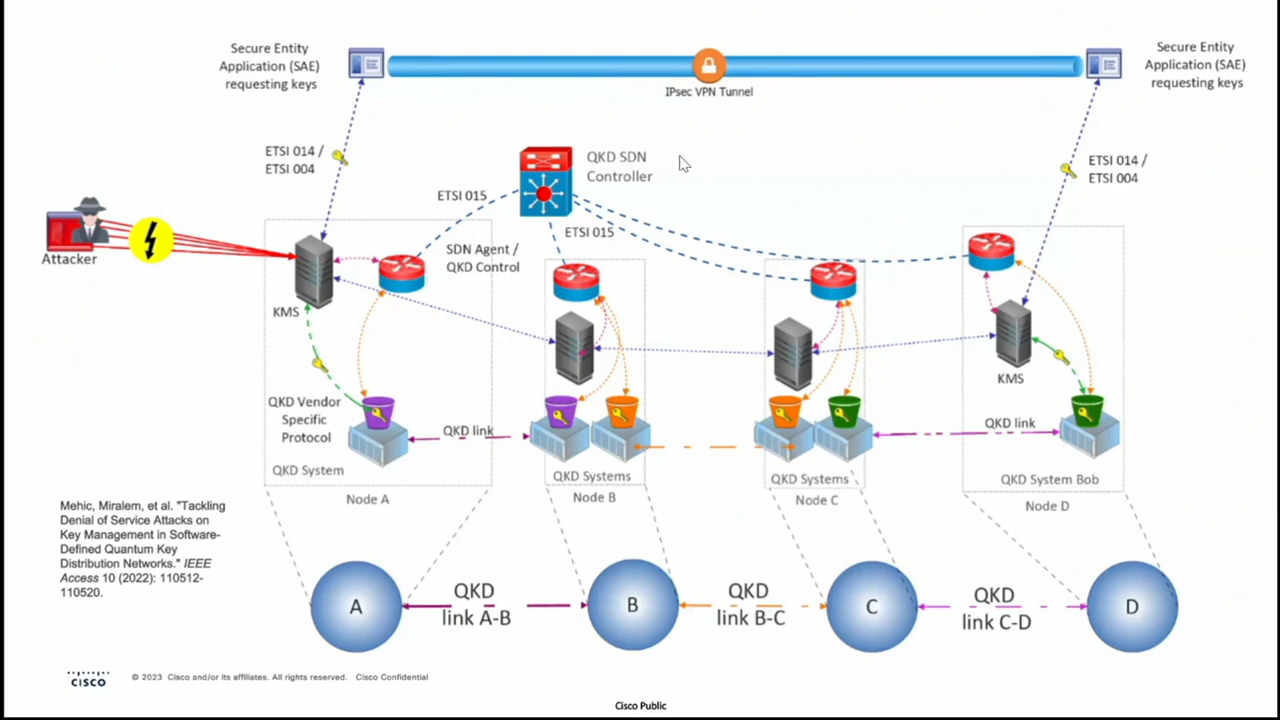 Secure Entity
Application (SAE)
requesting keys
IPsec VPN Tunnel
Secure Entity
Application (SAE)
requesting keys
ETSI 014 /
ETSI 004
QKD SDN
Controller
ETSI 014 /
ETSI 004
ETSI 015
ETSI 015
Attacker
SDN Agent /
QKD Control
KMS
KMS
QKD Vendor
Specific
Protocol
QKD link
QKD link
QKD System
QKD Systems
QKD Systems
QKD System Bob
Node A
Node B
Node C
Node D
Mehic, Miralem, et al. "Tackling
Denial of Service Attacks on
Key Management in Software-
Defined Quantum Key
Distribution Networks." IEEE
Access 10 (2022): 110512-
110520.
A
QKD
link A-B
B
QKD
link B-C
C
QKD
link C-D
D
CISCO
© 2023 Cisco and/or its affiliates. All rights reserved. Cisco Confidential
Cisco Public